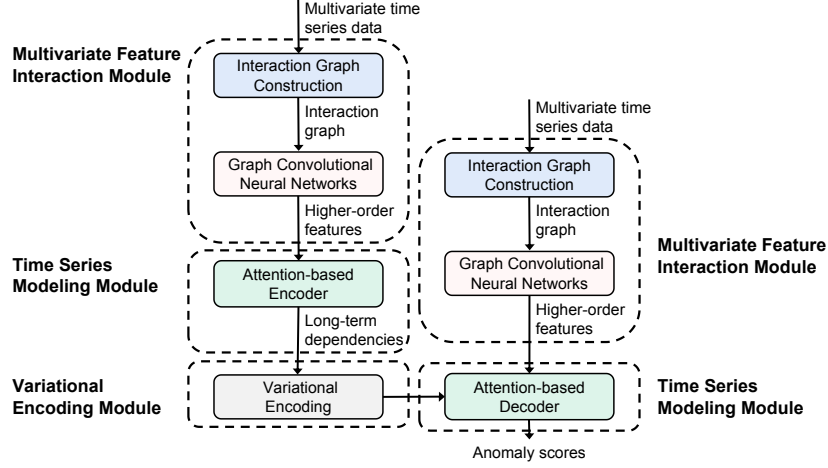 Multivariate time
series data
Multivariate Feature
Interaction Module
Interaction Graph
Construction
Interaction
graph
Graph Convolutional
Neural Networks
Higher-order
features
Time Series
Modeling Module
Attention-based
Encoder
Long-term
dependencies
Variational
Encoding Module
Variational
Encoding
Multivariate time
series data
Interaction Graph
Construction
Interaction
graph
Multivariate Feature
Interaction Module
Graph Convolutional
Neural Networks
Higher-order
features
Attention-based
Decoder
Time Series
Modeling Module
Anomaly scores